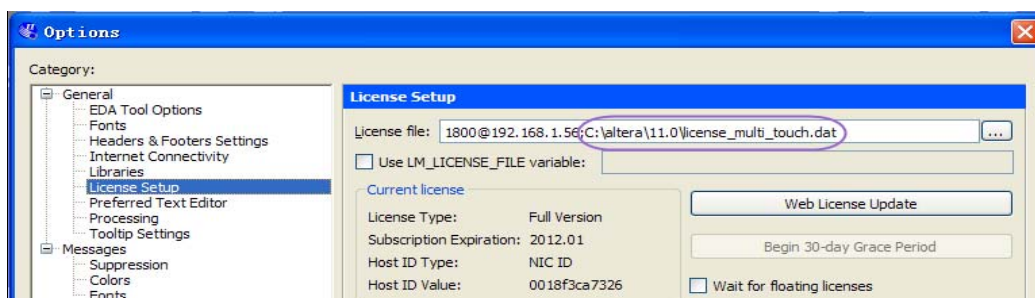 Options
Category:
General
EDA Tool Options
Fonts
Headers & Footers Settings
Internet Connectivity
Libraries
License Setup
Preferred Text Editor
Processing
Tooltip Settings
Messages
Suppression
Colors
Fonts
License Setup
License file: 1800@192.168.1.56;C:\altera\11.0\license_multi_touch.dat ...
Use LM_LICENSE_FILE variable:
Current license
License Type: Full Version
Subscription Expiration: 2012.01
Host ID Type: NIC ID
Host ID Value: 0018f3ca7326
Web License Update
Begin 30-day Grace Period
Wait for floating licenses